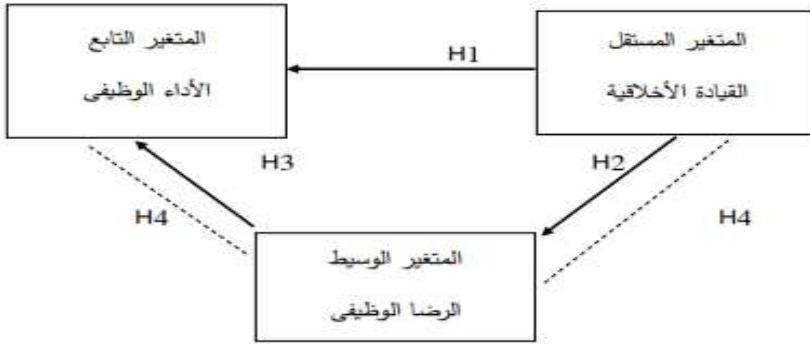 المتغير المستقل
القيادة الأخلاقية
H1
المتغير التابع
الأداء الوظيفى
H2
H3
H4
H4
المتغير الوسيط
الرضا الوظيفى